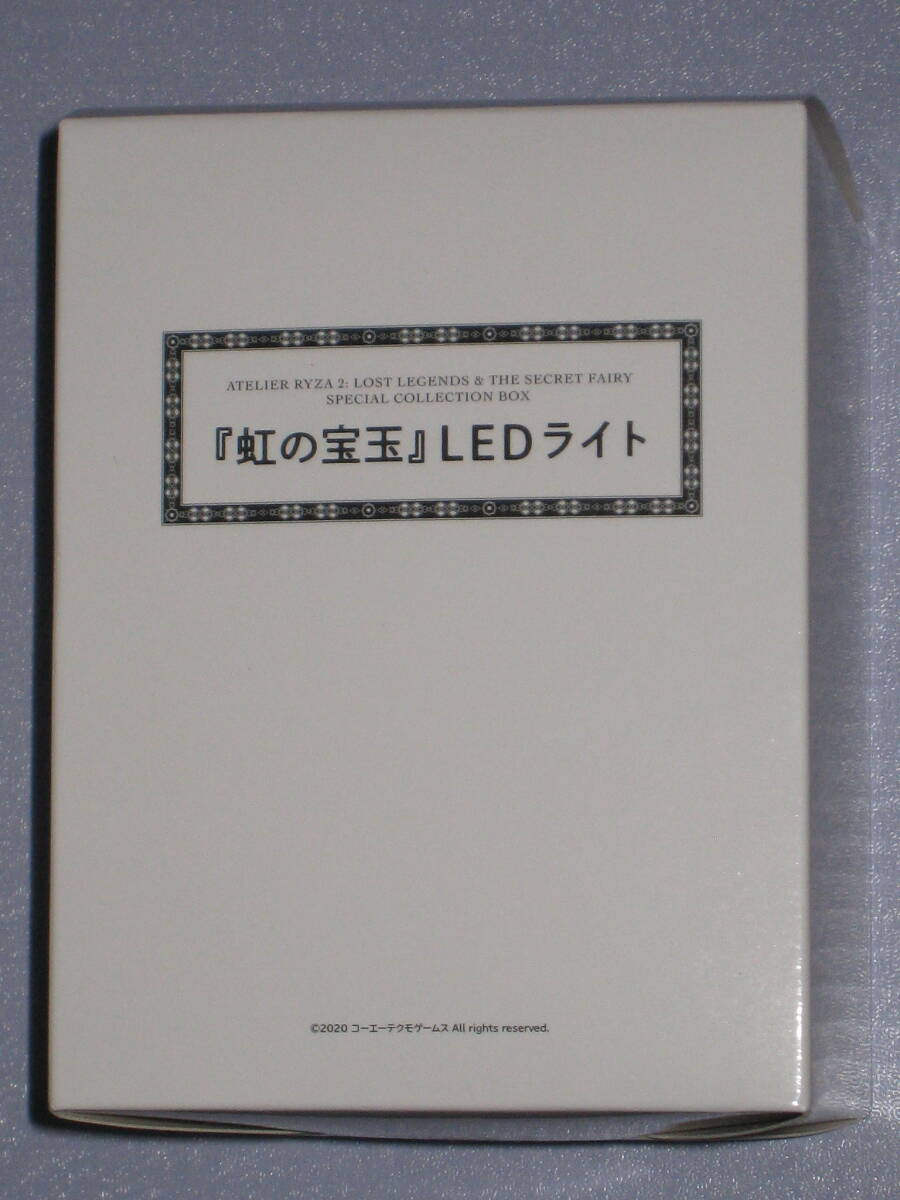 ATELIER RYZA 2: LOST LEGENDS & THE SECRET FAIRY
SPECIAL COLLECTION BOX
『虹の宝玉』LEDライト
©2020 コーエーテクモゲームス All rights reserved.